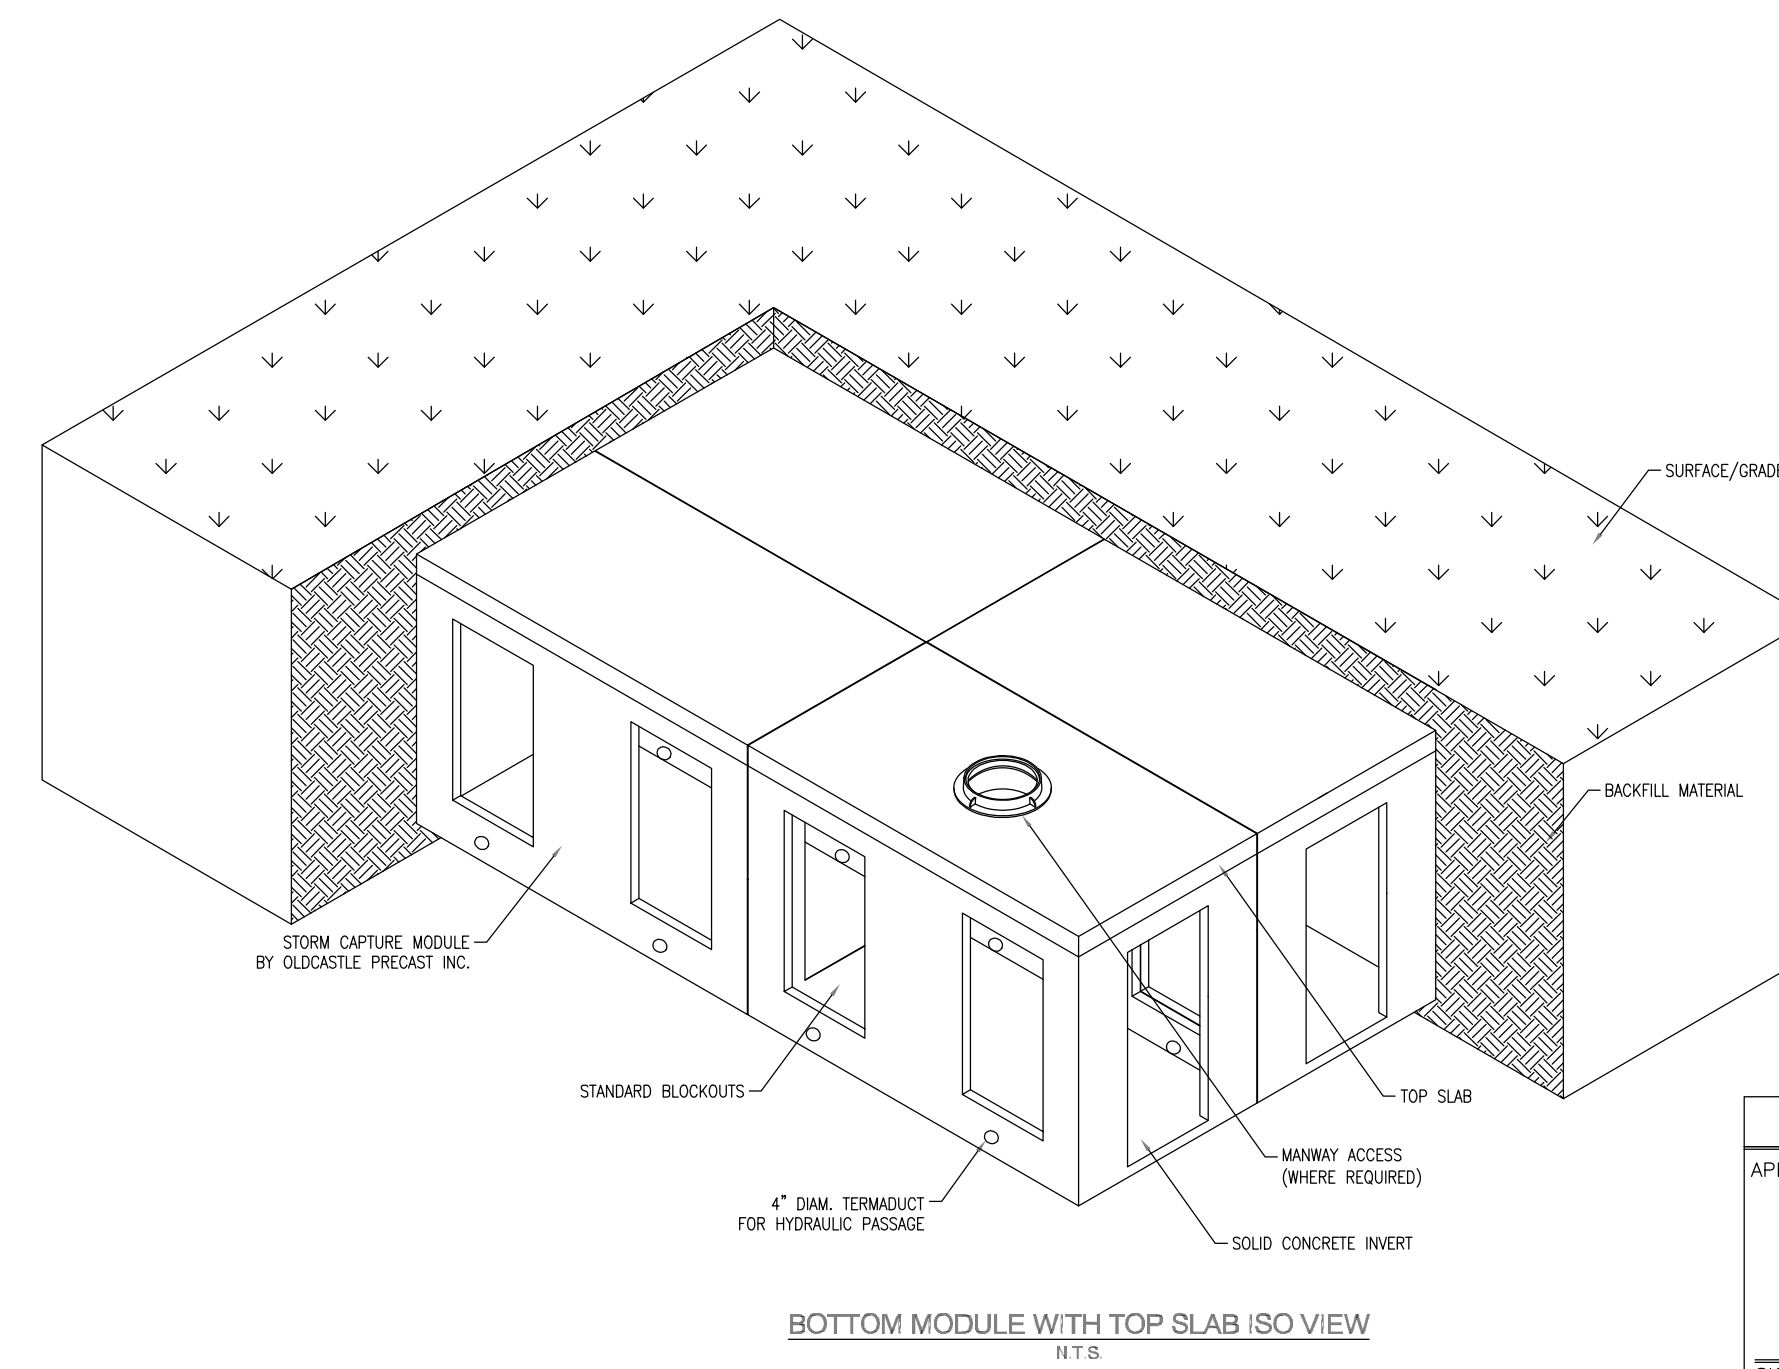 SURFACE/GRADE
BACKFILL MATERIAL
STORM CAPTURE MODULE
BY OLDCASTLE PRECAST INC.
STANDARD BLOCKOUTS
TOP SLAB
MANWAY ACCESS
(WHERE REQUIRED)
4" DIAM. TERMADUCT
FOR HYDRAULIC PASSAGE
SOLID CONCRETE INVERT
BOTTOM MODULE WITH TOP SLAB ISO VIEW
N.T.S.